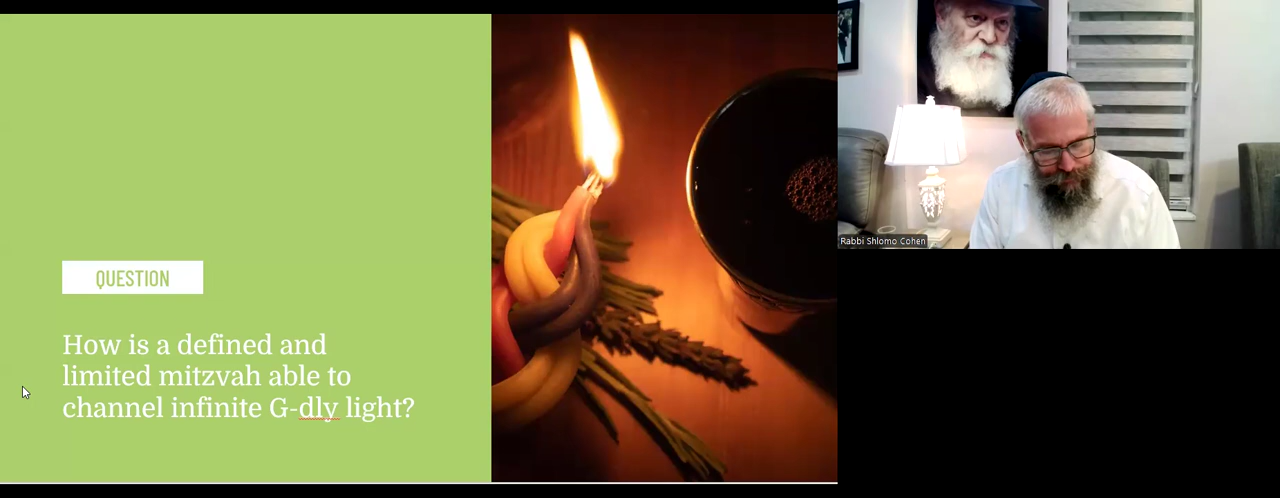 QUESTION
How is a defined and
limited mitzvah able to
channel infinite G-dly light?
Rabbi Shlomo Cohen